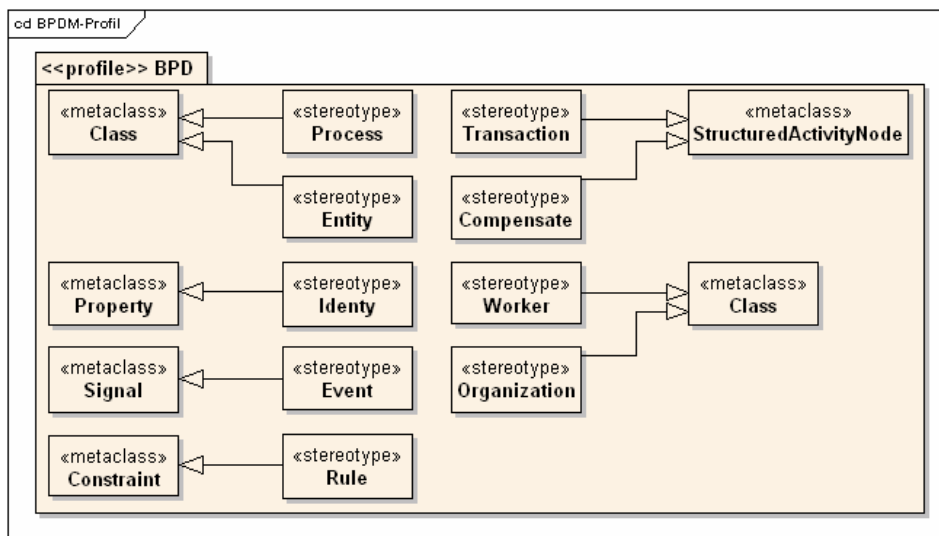 cd BPDM-Profil
<<profile>> BPD
«metaclass»
Class
«stereotype»
Process
«stereotype»
Transaction
«metaclass»
StructuredActivityNode
«stereotype»
Entity
«stereotype»
Compensate
«metaclass»
Property
«stereotype»
Identy
«stereotype»
Worker
«metaclass»
Class
«metaclass»
Signal
«stereotype»
Event
«stereotype»
Organization
«metaclass»
Constraint
«stereotype»
Rule